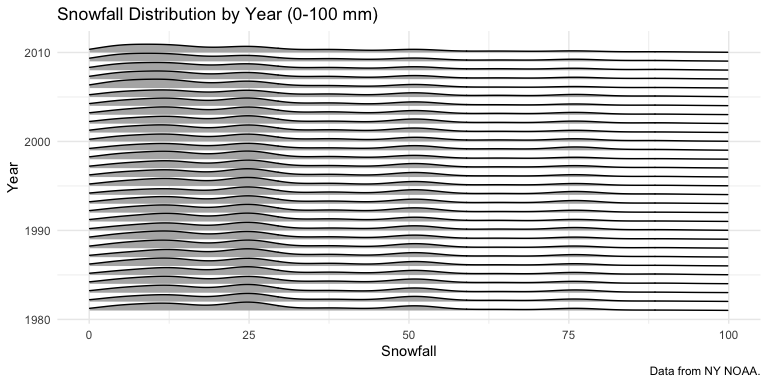 Snowfall Distribution by Year (0-100 mm)
2010
2000
1990
1980
Year
0 25 50 75 100
Snowfall
Data from NY NOAA.